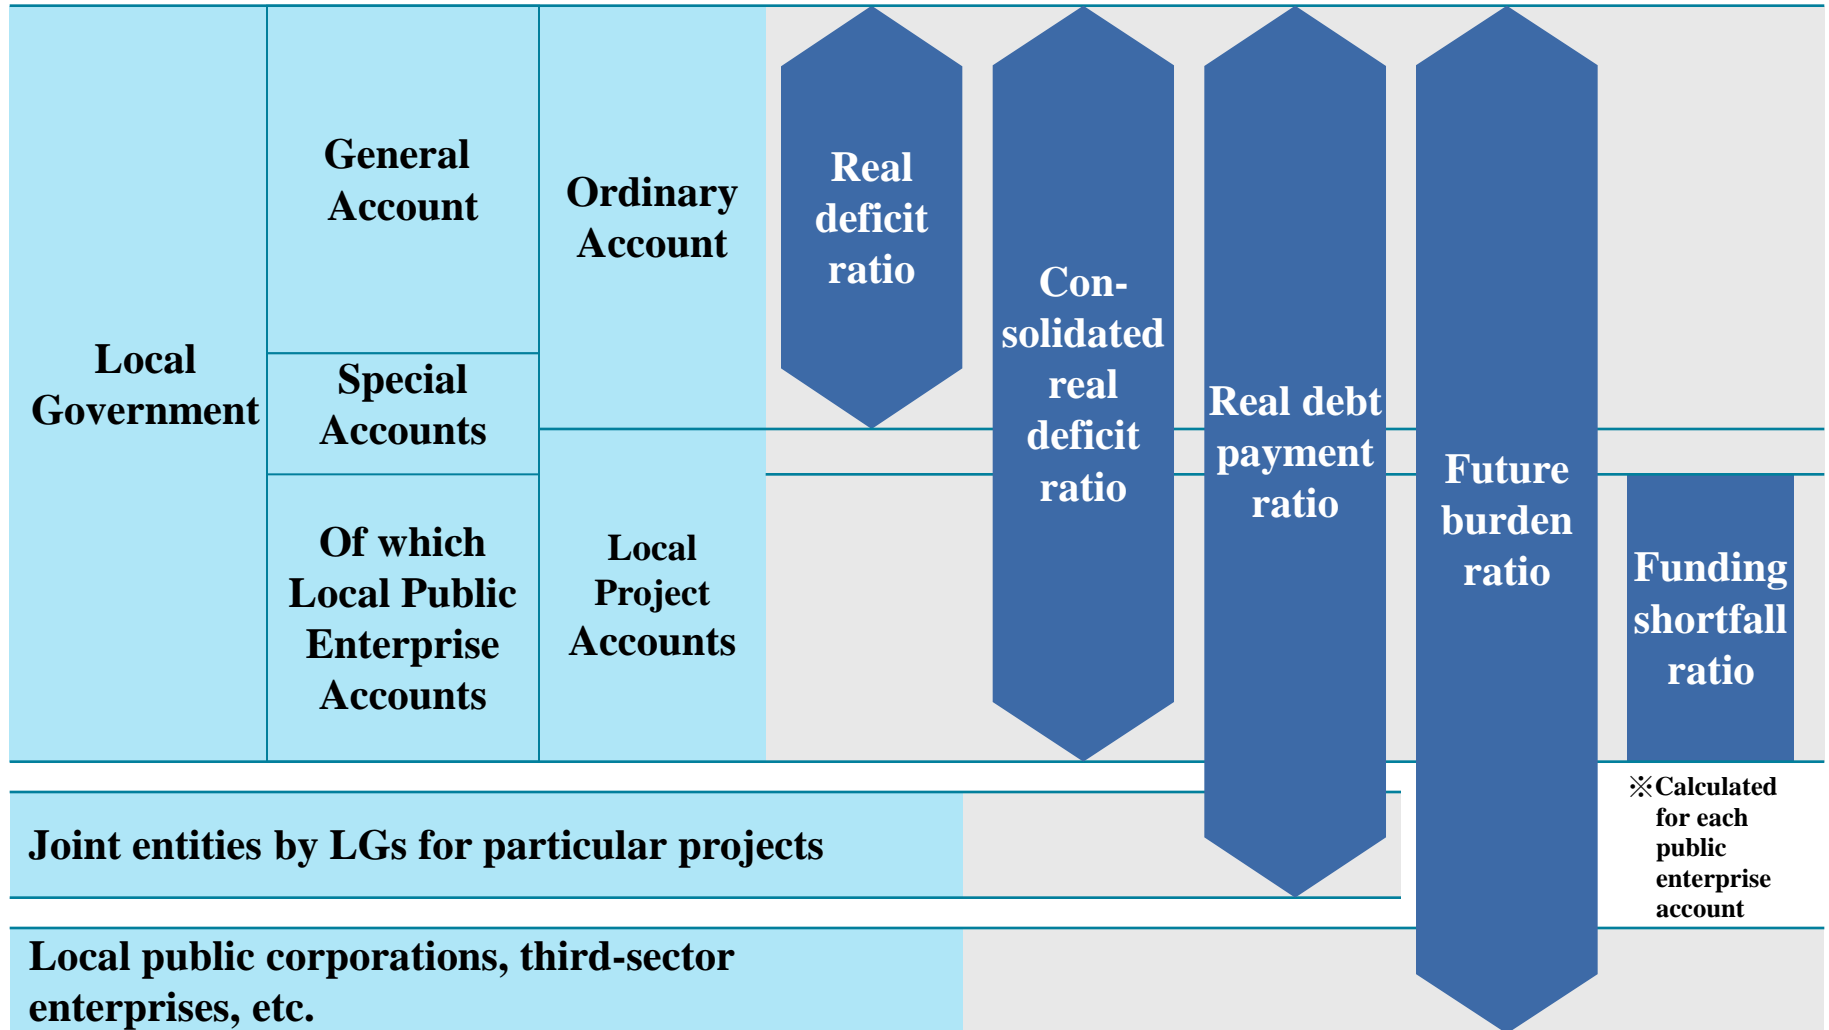 Local
Government
General
Account
Special
Accounts
Of which
Local Public
Enterprise
Accounts
Ordinary
Account
Local
Project
Accounts
Real
deficit
ratio
Con-
solidated
real
deficit
ratio
Real debt
payment
ratio
Future
burden
ratio
Funding
shortfall
ratio
※Calculated
for each
public
enterprise
account
Joint entities by LGs for particular projects
Local public corporations, third-sector
enterprises, etc.